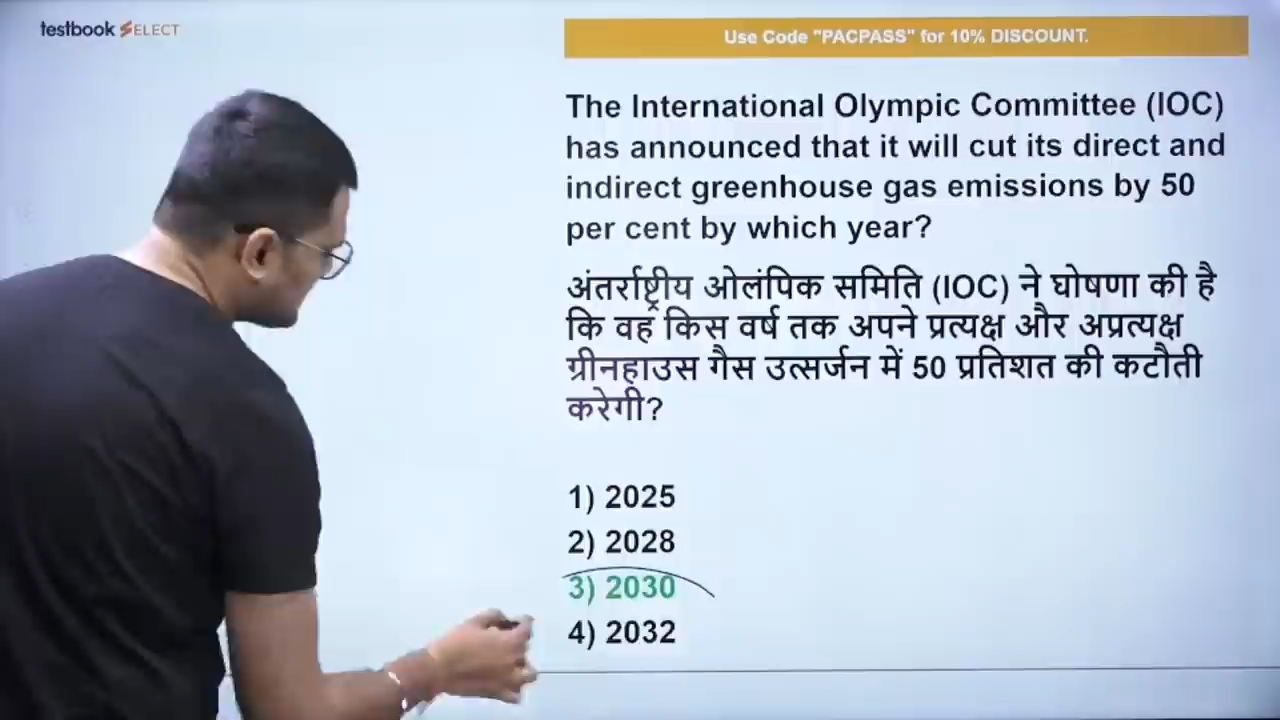 testbook SELECT
Use Code "PACPASS" for 10% DISCOUNT.
The International Olympic Committee (IOC)
has announced that it will cut its direct and
indirect greenhouse gas emissions by 50
per cent by which year?
अंतर्राष्ट्रीय ओलंपिक समिति (IOC) ने घोषणा की है
कि वह किस वर्ष तक अपने प्रत्यक्ष और अप्रत्यक्ष
ग्रीनहाउस गैस उत्सर्जन में 50 प्रतिशत की कटौती
करेगी?
1) 2025
2) 2028
3) 2030
4) 2032